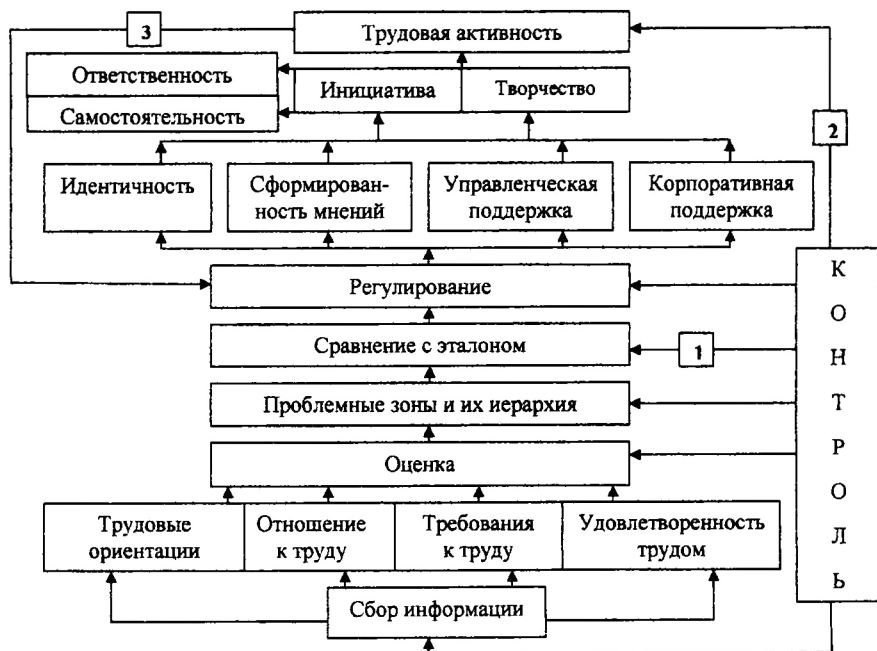 3
Трудовая активность
Ответственность
Инициатива
Творчество
Самостоятельность
2
Идентичность
Сформирован-
ность мнений
Управленческая
поддержка
Корпоративная
поддержка
Регулирование
Сравнение с эталоном
1
Проблемные зоны и их иерархия
Оценка
Трудовые
ориентации
Отношение
к труду
Требования
к труду
Удовлетворенность
трудом
Сбор информации
К
О
Н
Т
Р
О
Л
Ь